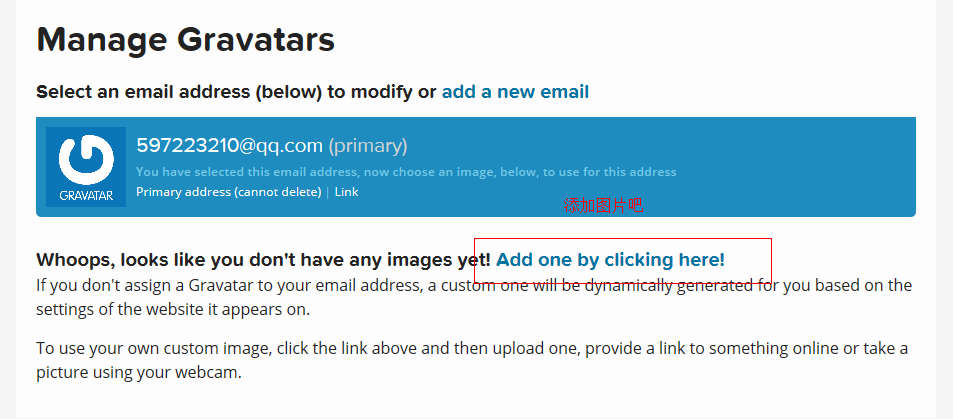 Manage Gravatars
Select an email address (below) to modify or add a new email
597223210@qq.com (primary)
You have selected this email address, now choose an image, below, to use for this address
GRAVATAR
Primary address (cannot delete) | Link
添加图片吧
Whoops, looks like you don't have any images yet! Add one by clicking here!
If you don't assign a Gravatar to your email address, a custom one will be dynamically generated for you based on the
settings of the website it appears on.
To use your own custom image, click the link above and then upload one, provide a link to something online or take a
picture using your webcam.